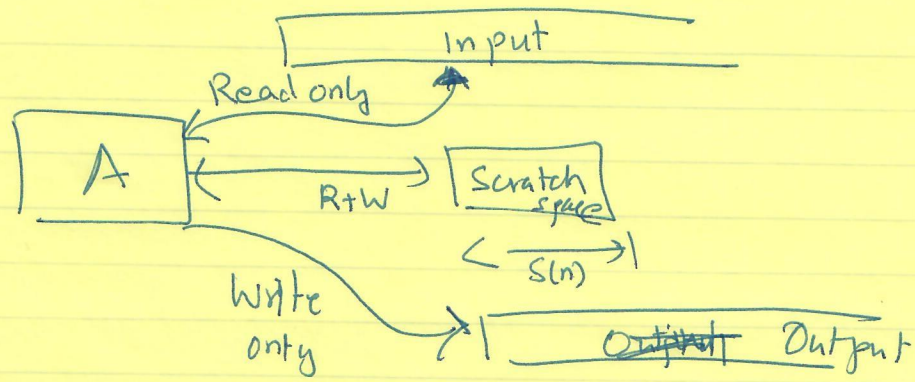 Input
Read only
A
R+W
Scratch
space
S(n)
Write
only
Output